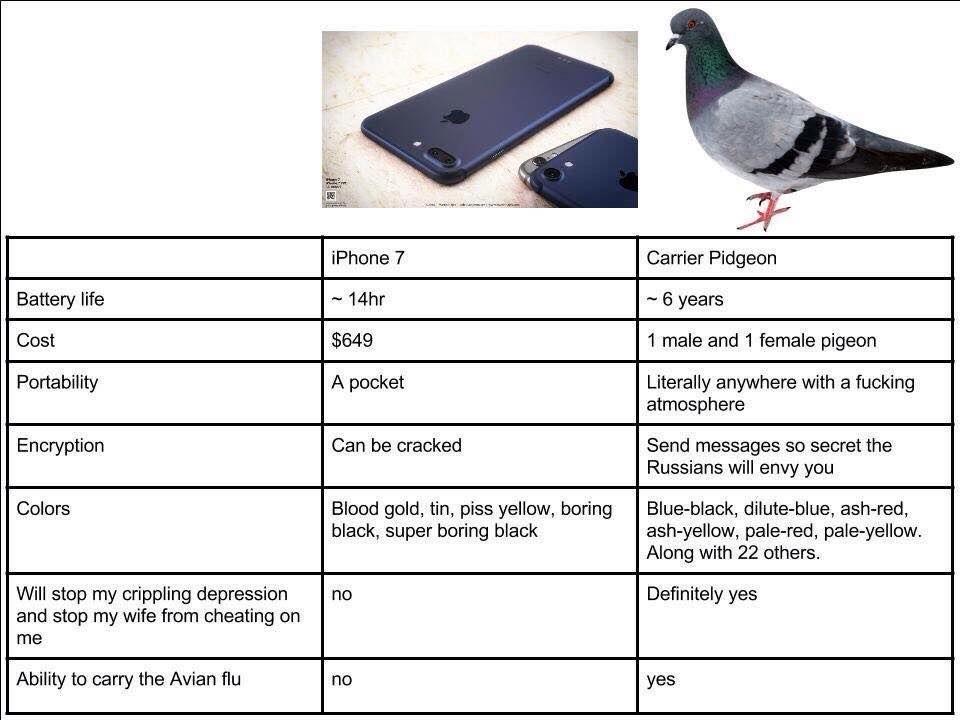 iPhone 7 Carrier Pidgeon
Battery life ~ 14hr ~ 6 years
Cost $649 1 male and 1 female pigeon
Portability A pocket Literally anywhere with a fucking
atmosphere
Encryption Can be cracked Send messages so secret the
Russians will envy you
Colors Blood gold, tin, piss yellow, boring Blue-black, dilute-blue, ash-red,
black, super boring black ash-yellow, pale-red, pale-yellow.
Along with 22 others.
Will stop my crippling depression no Definitely yes
and stop my wife from cheating on
me
Ability to carry the Avian flu no yes